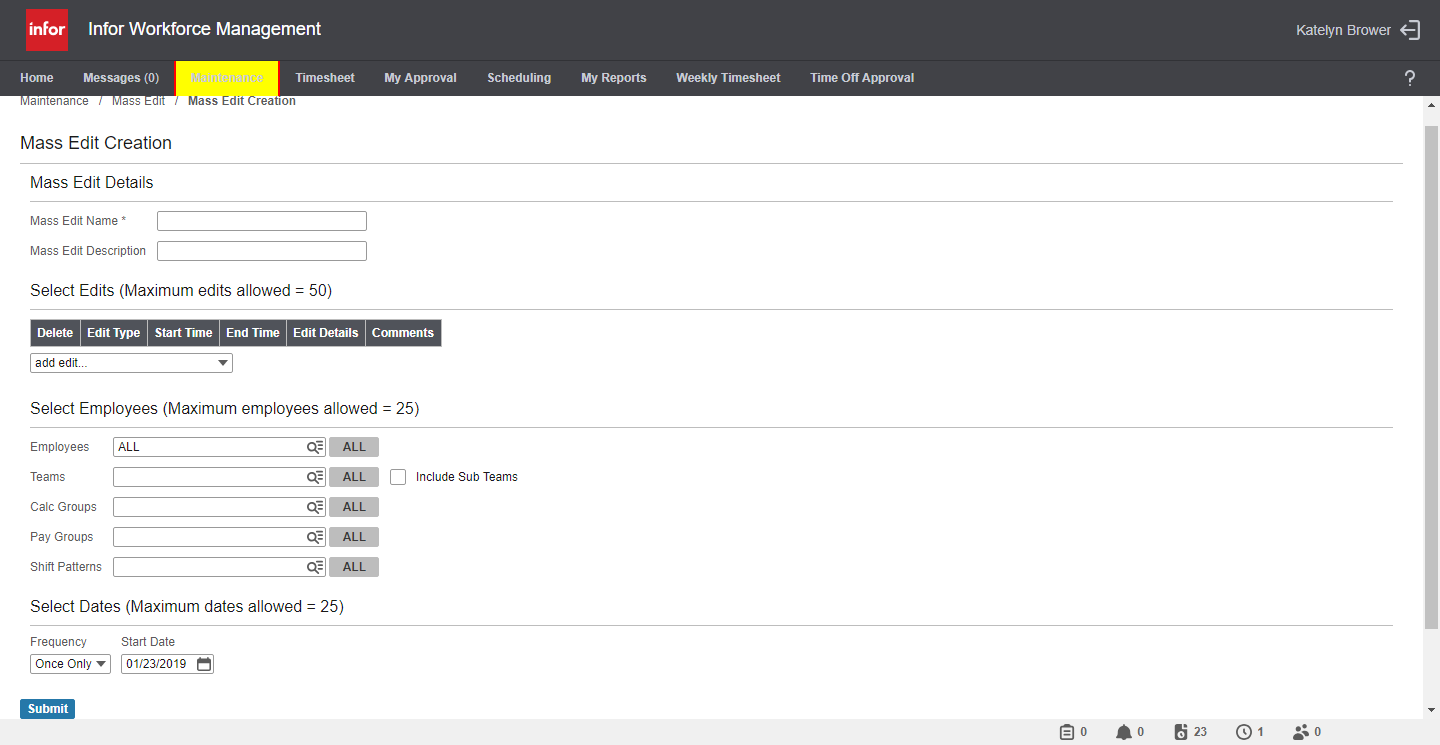 infor Infor Workforce Management Katelyn Brower
Home Messages (0) Maintenance Timesheet My Approval Scheduling My Reports Weekly Timesheet Time Off Approval ?
Maintenance / Mass Edit / Mass Edit Creation
Mass Edit Creation
Mass Edit Details
Mass Edit Name *
Mass Edit Description
Select Edits (Maximum edits allowed = 50)
Delete Edit Type Start Time End Time Edit Details Comments
add edit...
Select Employees (Maximum employees allowed = 25)
Employees ALL ALL
Teams ALL Include Sub Teams
Calc Groups ALL
Pay Groups ALL
Shift Patterns ALL
Select Dates (Maximum dates allowed = 25)
Frequency Start Date
Once Only 01/23/2019
Submit
0 0 23 1 0